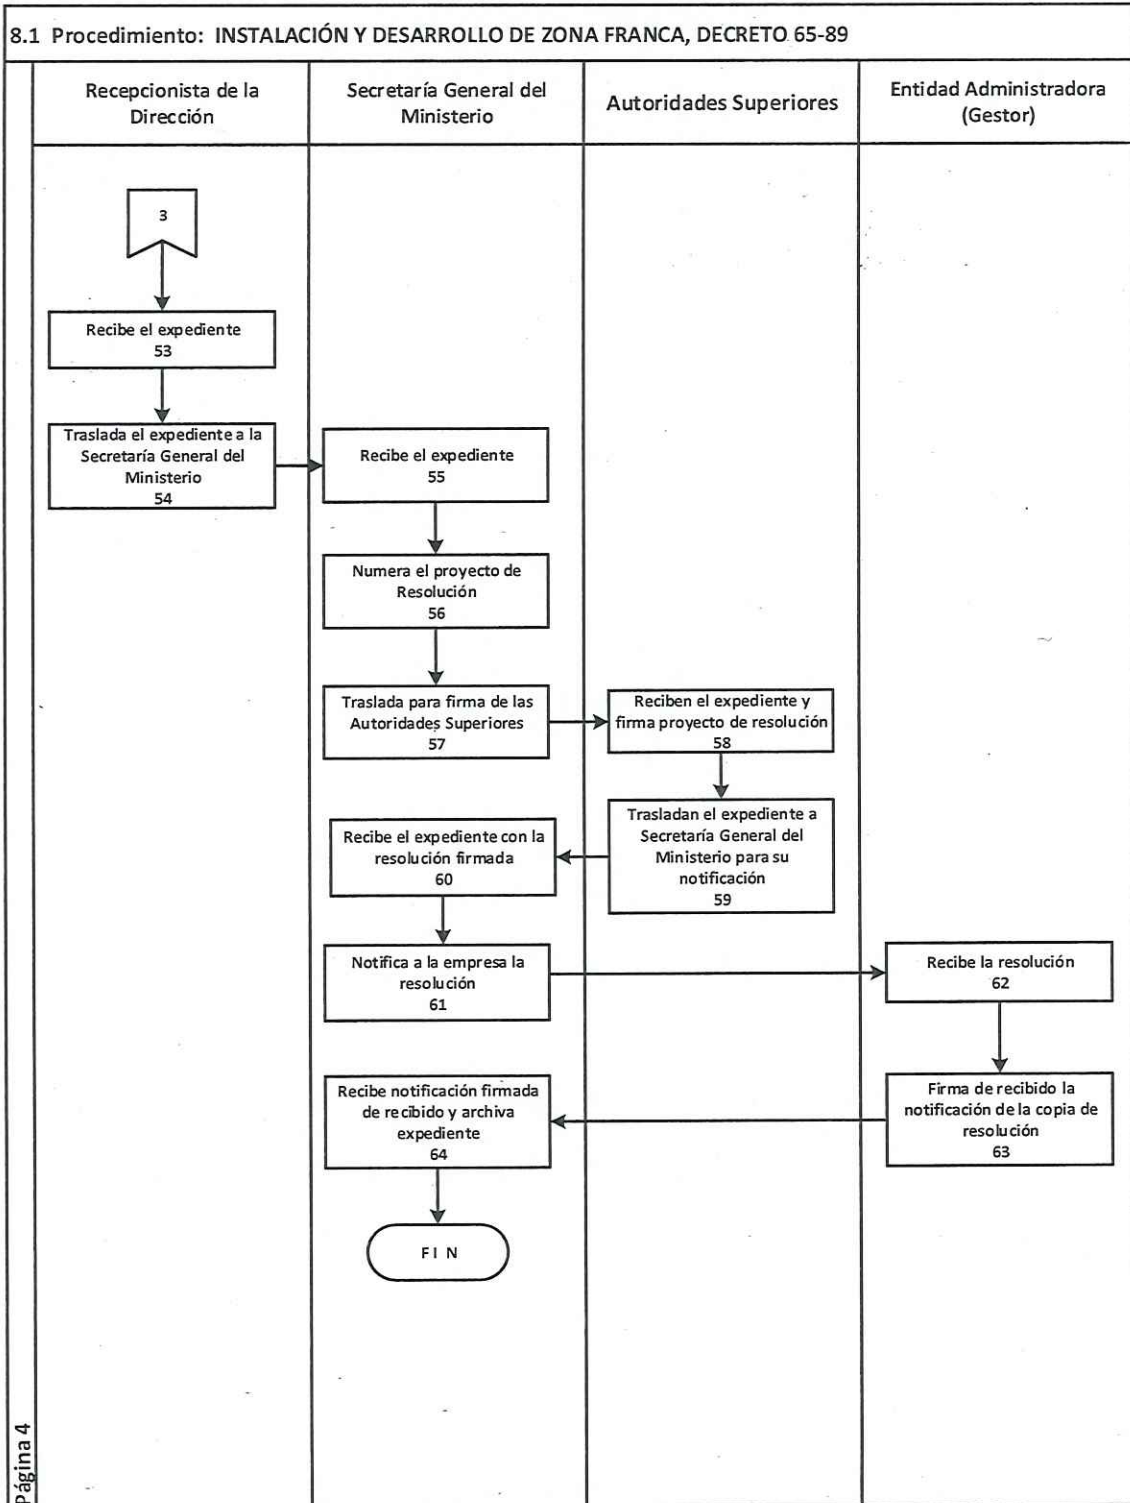 8.1 Procedimiento: INSTALACIÓN Y DESARROLLO DE ZONA FRANCA, DECRETO 65-89
Recepcionista de la
Dirección
Secretaría General del
Ministerio
Autoridades Superiores
Entidad Administradora
(Gestor)
3
Recibe el expediente
53
Traslada el expediente a la
Secretaría General del
Ministerio
54
Recibe el expediente
55
Numera el proyecto de
Resolución
56
Traslada para firma de las
Autoridades Superiores
57
Reciben el expediente y
firma proyecto de resolución
58
Trasladan el expediente a
Secretaría General del
Ministerio para su
notificación
59
Recibe el expediente con la
resolución firmada
60
Notifica a la empresa la
resolución
61
Recibe la resolución
62
Firma de recibido la
notificación de la copia de
resolución
63
Recibe notificación firmada
de recibido y archiva
expediente
64
FIN
Página 4